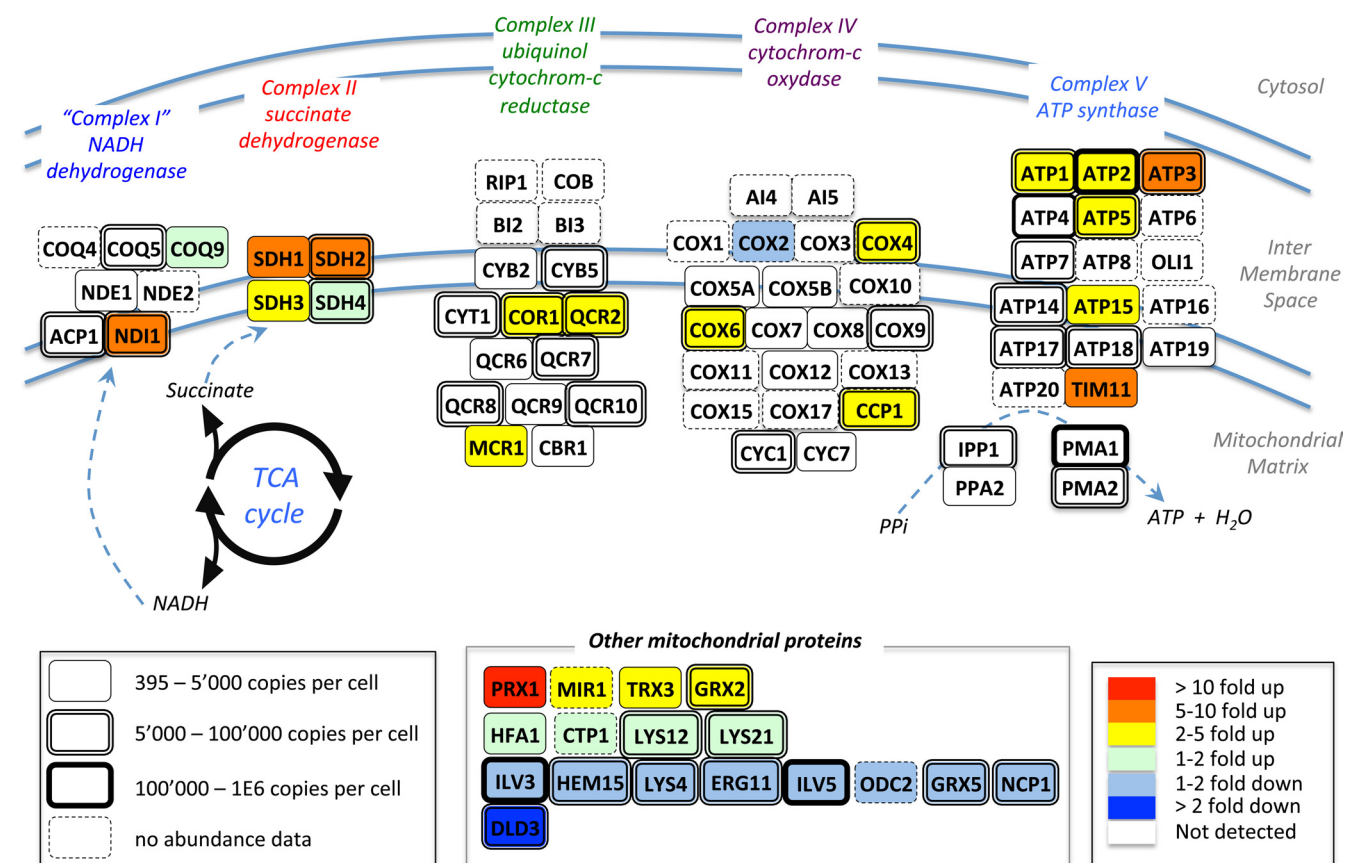 Complex III
ubiquinol
cytochrom-c
reductase
Complex IV
cytochrom-c
oxydase
Complex II
succinate
dehydrogenase
Complex V
ATP synthase
Cytosol
“Complex I”
NADH
dehydrogenase
COQ4 COQ5 COQ9
NDE1 NDE2
ACP1 NDI1
SDH1 SDH2
SDH3 SDH4
RIP1 COB
BI2 BI3
CYB2 CYB5
CYT1 COR1 QCR2
QCR6 QCR7
QCR8 QCR9 QCR10
MCR1 CBR1
AI4 AI5
COX1 COX2 COX3 COX4
COX5A COX5B COX10
COX6 COX7 COX8 COX9
COX11 COX12 COX13
COX15 COX17 CCP1
CYC1 CYC7
ATP1 ATP2 ATP3
ATP4 ATP5 ATP6
ATP7 ATP8 OLI1
ATP14 ATP15 ATP16
ATP17 ATP18 ATP19
ATP20 TIM11
IPP1 PMA1
PPA2 PMA2
Inter
Membrane
Space
Mitochondrial
Matrix
Succinate
TCA
cycle
NADH
PPi
ATP + H₂O
395 – 5’000 copies per cell
5’000 – 100’000 copies per cell
100’000 – 1E6 copies per cell
no abundance data
Other mitochondrial proteins
PRX1 MIR1 TRX3 GRX2
HFA1 CTP1 LYS12 LYS21
ILV3 HEM15 LYS4 ERG11 ILV5 ODC2 GRX5 NCP1
DLD3
> 10 fold up
5-10 fold up
2-5 fold up
1-2 fold up
1-2 fold down
> 2 fold down
Not detected